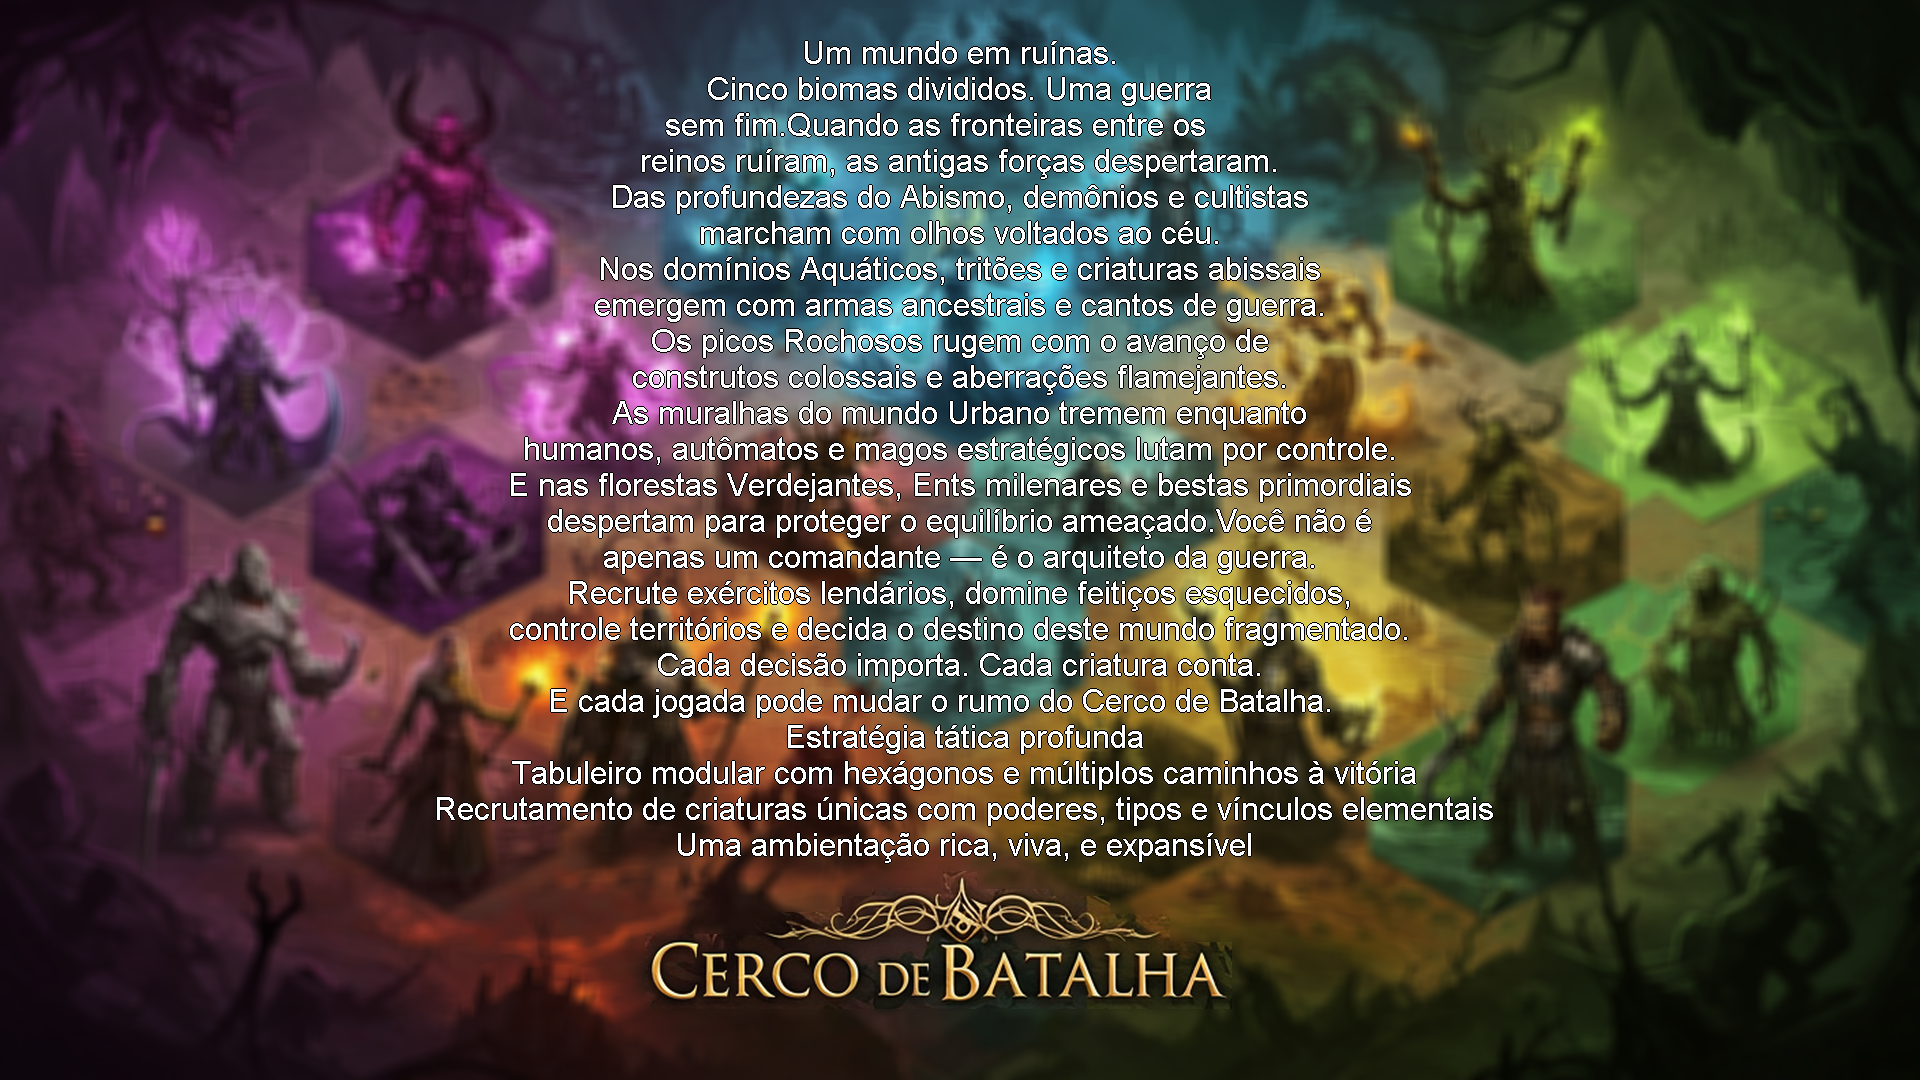 Um mundo em ruínas.
Cinco biomas divididos. Uma guerra
sem fim.Quando as fronteiras entre os
reinos ruíram, as antigas forças despertaram.
Das profundezas do Abismo, demônios e cultistas
marcham com olhos voltados ao céu.
Nos domínios Aquáticos, tritões e criaturas abissais
emergem com armas ancestrais e cantos de guerra.
Os picos Rochosos rugem com o avanço de
construtos colossais e aberrações flamejantes.
As muralhas do mundo Urbano tremem enquanto
humanos, autômatos e magos estratégicos lutam por controle.
E nas florestas Verdejantes, Ents milenares e bestas primordiais
despertam para proteger o equilíbrio ameaçado.Você não é
apenas um comandante — é o arquiteto da guerra.
Recrute exércitos lendários, domine feitiços esquecidos,
controle territórios e decida o destino deste mundo fragmentado.
Cada decisão importa. Cada criatura conta.
E cada jogada pode mudar o rumo do Cerco de Batalha.
Estratégia tática profunda
Tabuleiro modular com hexágonos e múltiplos caminhos à vitória
Recrutamento de criaturas únicas com poderes, tipos e vínculos elementais
Uma ambientação rica, viva, e expansível
CERCO DE BATALHA